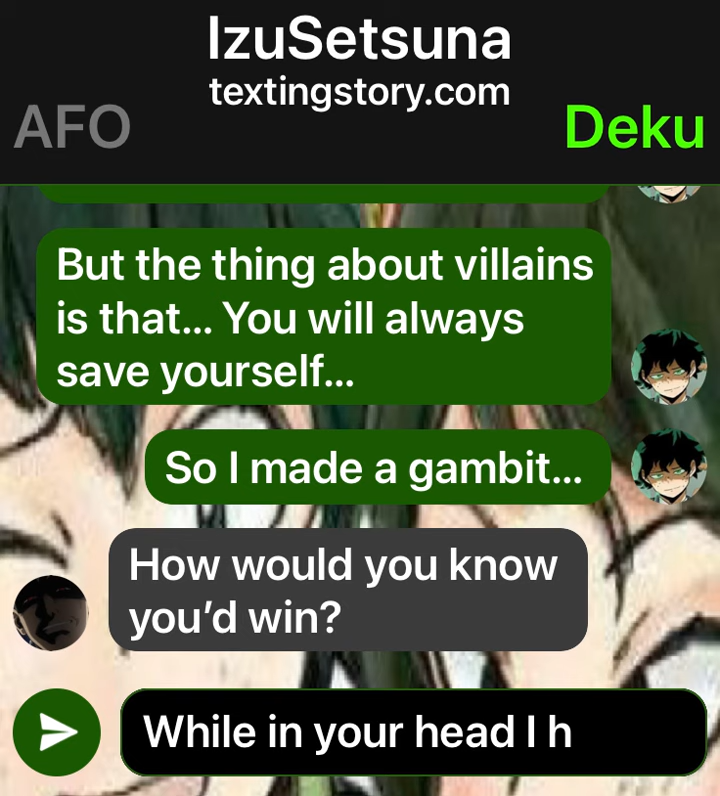 IzuSetsuna
textingstory.com
AFO
Deku
But the thing about villains
is that... You will always
save yourself...
So I made a gambit...
How would you know
you’d win?
While in your head I h